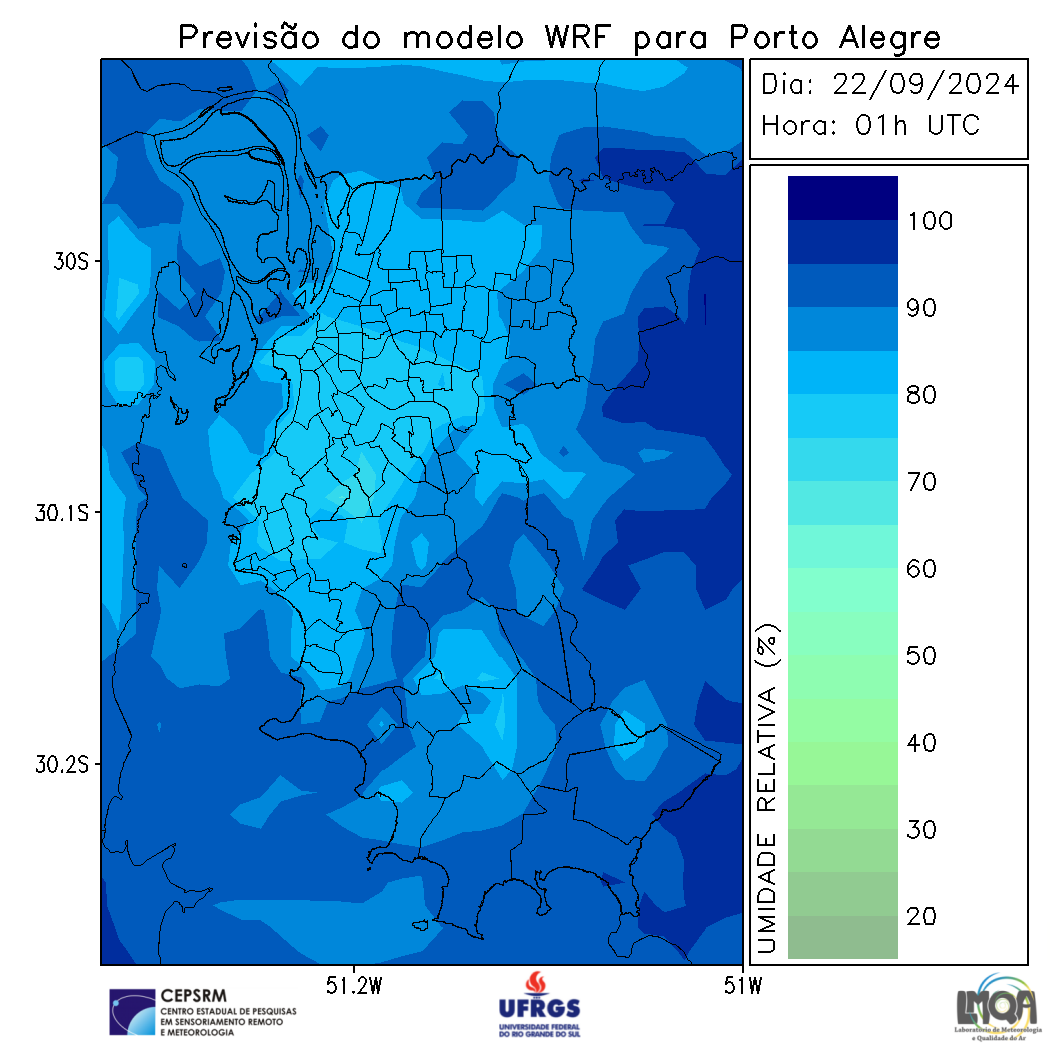 Previsão do modelo WRF para Porto Alegre
Dia: 22/09/2024
Hora: 01h UTC
30S
30.1S
30.2S
51.2W
51W
UMIDADE RELATIVA (%)
100
90
80
70
60
50
40
30
20
CEPSRM
CENTRO ESTADUAL DE PESQUISAS
EM SENSORIAMENTO REMOTO
E METEOROLOGIA
UFRGS
UNIVERSIDADE FEDERAL
DO RIO GRANDE DO SUL
LMQA
Laboratório de Meteorologia
e Qualidade do Ar